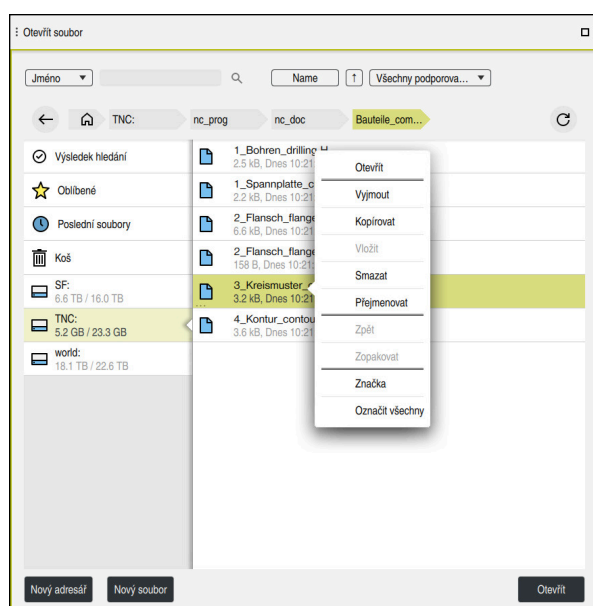 Otevřít soubor
Jméno
Name
Všechny podporova...
TNC:
nc_prog
nc_doc
Bauteile_com...
Výsledek hledání
Oblíbené
Poslední soubory
Koš
SF:
6.6 TB / 16.0 TB
TNC:
5.2 GB / 23.3 GB
world:
18.1 TB / 22.6 TB
1_Bohren_drilling.H
2.5 kB, Dnes 10:21
1_Spannplatte_c
2.2 kB, Dnes 10:21
2_Flansch_flange
6.6 kB, Dnes 10:21
2_Flansch_flange
158 B, Dnes 10:21:
3_Kreismuster_c
3.2 kB, Dnes 10:21
4_Kontur_contou
3.6 kB, Dnes 10:21
Otevřít
Vyjmout
Kopírovat
Vložit
Smazat
Přejmenovat
Zpět
Zopakovat
Značka
Označit všechny
Nový adresář
Nový soubor
Otevřít